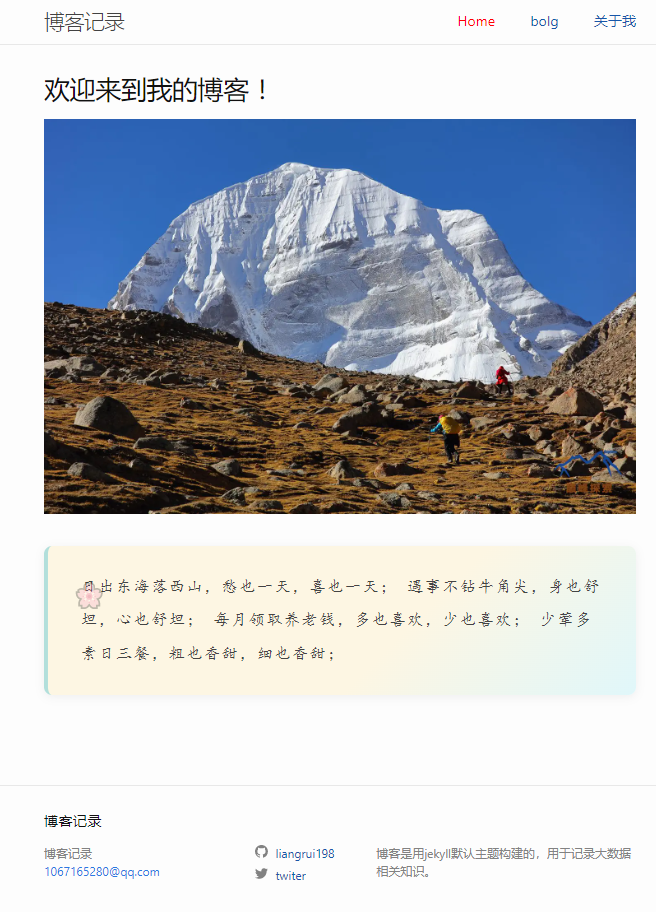 博客记录
Home bolg 关于我
欢迎来到我的博客！
日出东海落西山，愁也一天，喜也一天； 遇事不钻牛角尖，身也舒
坦，心也舒坦； 每月领取养老钱，多也喜欢，少也喜欢； 少荤多
素日三餐，粗也香甜，细也香甜；
博客记录
博客记录
1067165280@qq.com
liangrui198
twiter
博客是用jekyll默认主题构建的，用于记录大数据
相关知识。